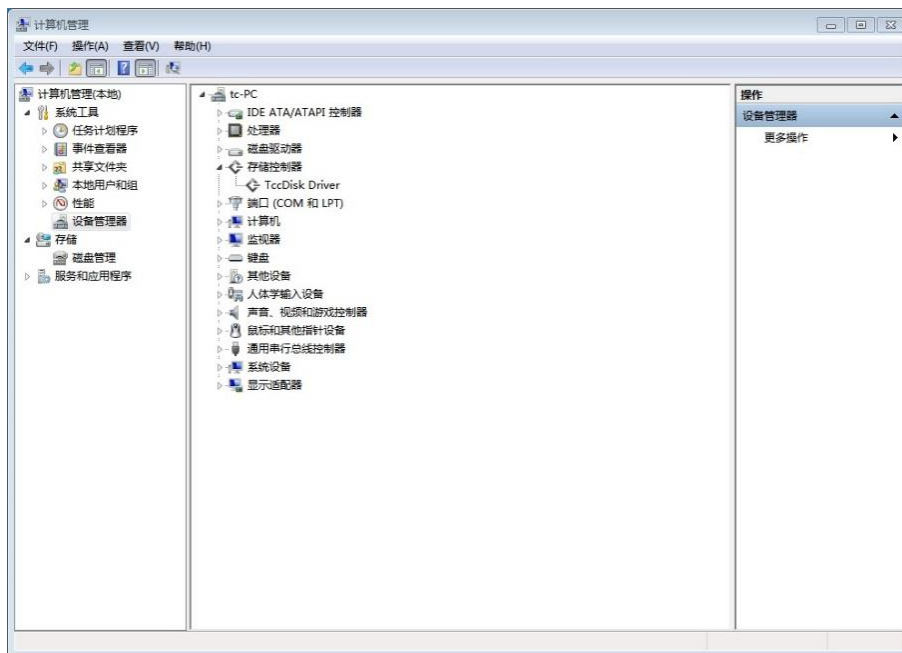 计算机管理
文件(F) 操作(A) 查看(V) 帮助(H)
计算机管理(本地)
系统工具
任务计划程序
事件查看器
共享文件夹
本地用户和组
性能
设备管理器
存储
磁盘管理
服务和应用程序
tc-PC
IDE ATA/ATAPI 控制器
处理器
磁盘驱动器
存储控制器
TccDisk Driver
端口 (COM 和 LPT)
计算机
监视器
键盘
其他设备
人体学输入设备
声音、视频和游戏控制器
鼠标和其他指针设备
通用串行总线控制器
系统设备
显示适配器
操作
设备管理器
更多操作